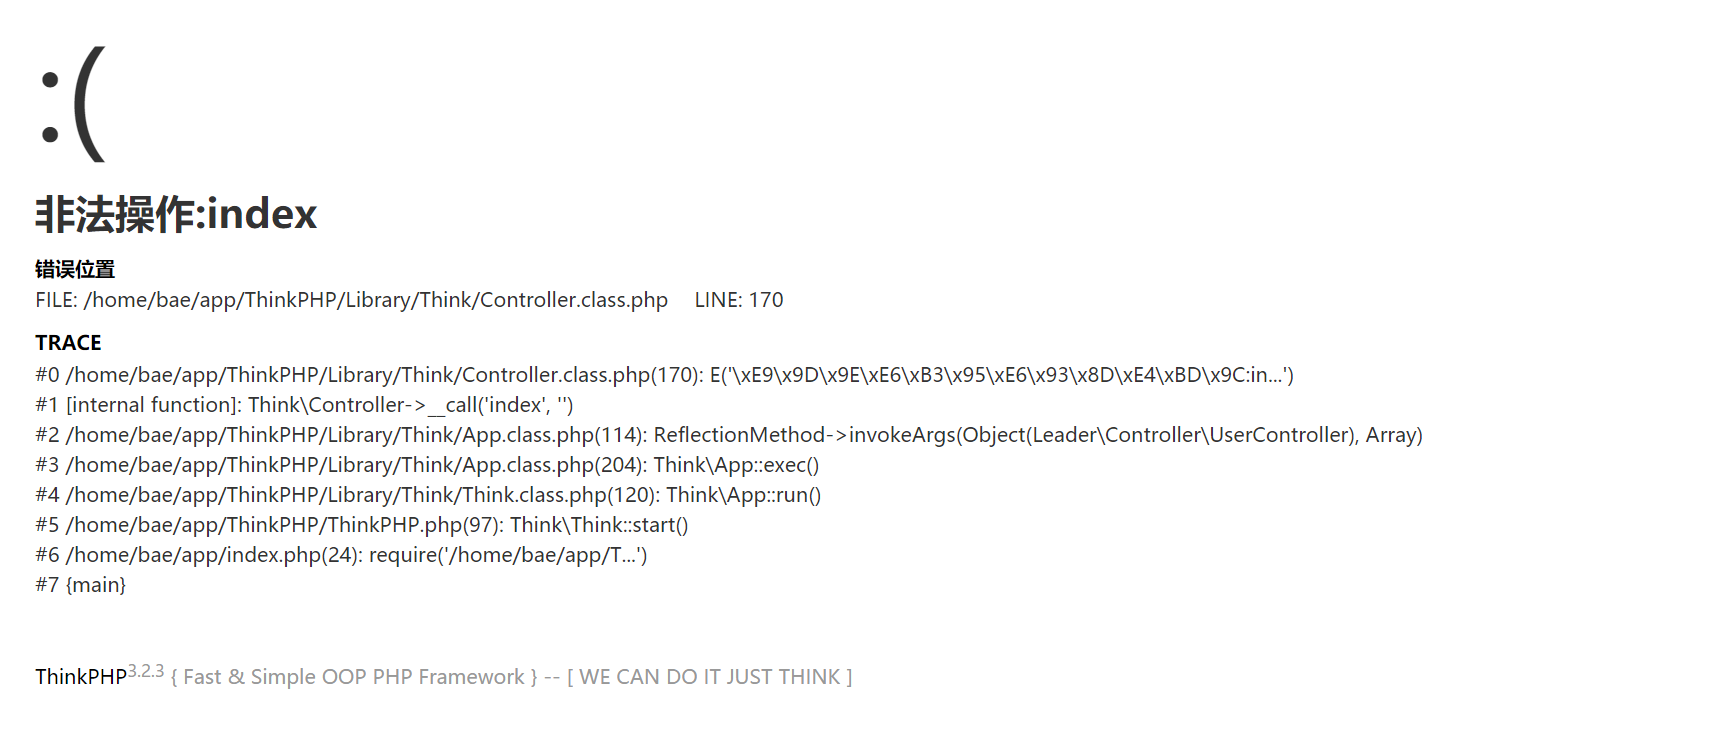 :(
非法操作:index
错误位置
FILE: /home/bae/app/ThinkPHP/Library/Think/Controller.class.php LINE: 170
TRACE
#0 /home/bae/app/ThinkPHP/Library/Think/Controller.class.php(170): E('\xE9\x9D\x9E\xE6\xB3\x95\xE6\x93\x8D\xE4\xBD\x9C:in...')
#1 [internal function]: Think\Controller->__call('index', '')
#2 /home/bae/app/ThinkPHP/Library/Think/App.class.php(114): ReflectionMethod->invokeArgs(Object(Leader\Controller\UserController), Array)
#3 /home/bae/app/ThinkPHP/Library/Think/App.class.php(204): Think\App::exec()
#4 /home/bae/app/ThinkPHP/Library/Think/Think.class.php(120): Think\App::run()
#5 /home/bae/app/ThinkPHP/ThinkPHP.php(97): Think\Think::start()
#6 /home/bae/app/index.php(24): require('/home/bae/app/T...')
#7 {main}
ThinkPHP3.2.3 { Fast & Simple OOP PHP Framework } -- [ WE CAN DO IT JUST THINK ]